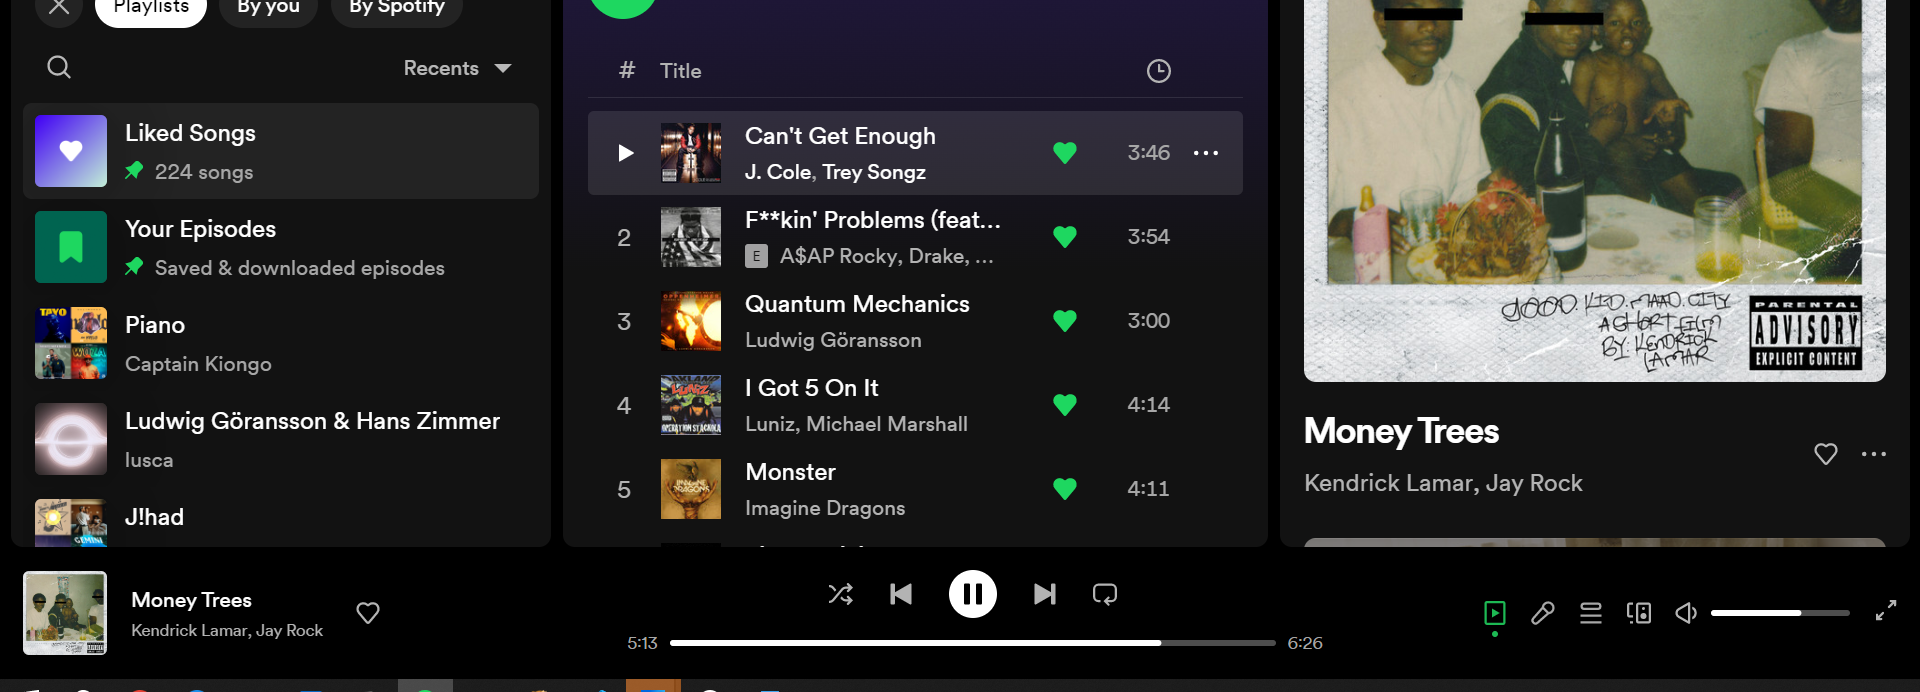 Playlists
By you
By Spotify
Recents
Liked Songs
224 songs
Your Episodes
Saved & downloaded episodes
Piano
Captain Kiongo
Ludwig Göransson & Hans Zimmer
lusca
J!had
# Title
Can't Get Enough
J. Cole, Trey Songz
3:46
2
F**kin' Problems (feat...
E A$AP Rocky, Drake, ...
3:54
3
Quantum Mechanics
Ludwig Göransson
3:00
4
I Got 5 On It
Luniz, Michael Marshall
4:14
5
Monster
Imagine Dragons
4:11
good. kid. mAAd. city
A short film
by: Kendrick
Lamar
PARENTAL
ADVISORY
EXPLICIT CONTENT
Money Trees
Kendrick Lamar, Jay Rock
Money Trees
Kendrick Lamar, Jay Rock
5:13
6:26